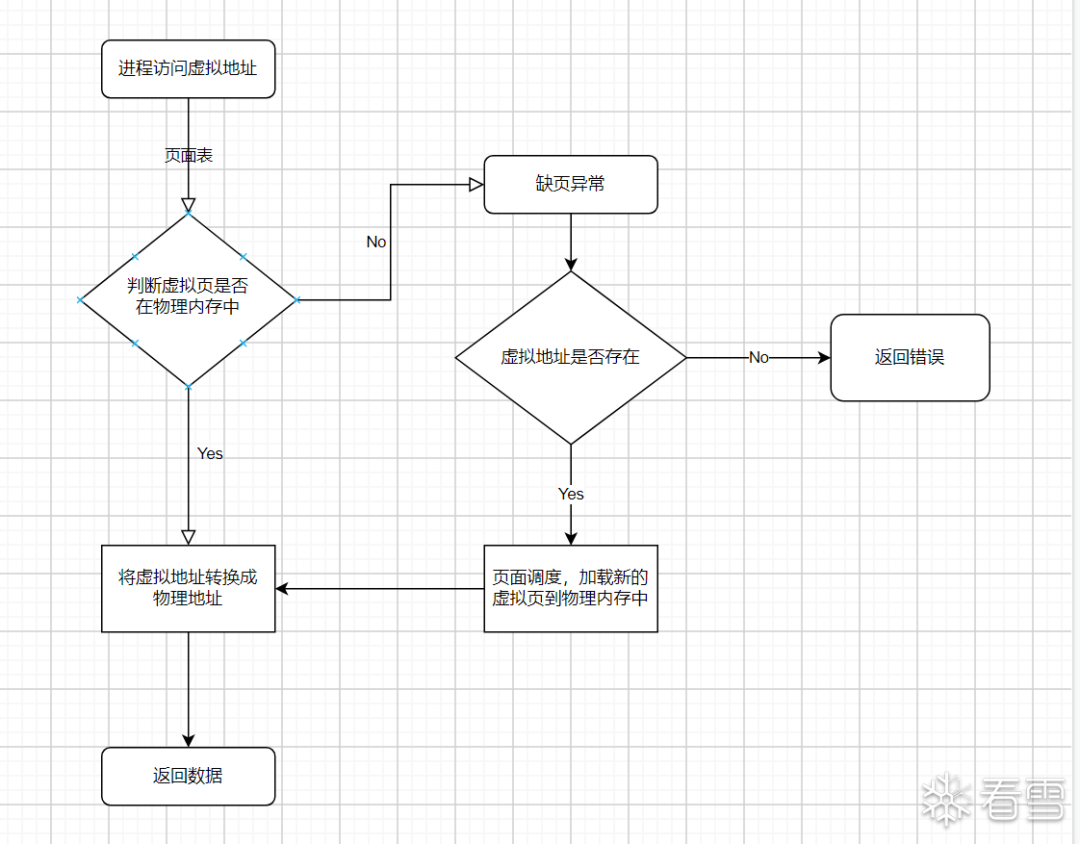 进程访问虚拟地址
页面表
判断虚拟页是否
在物理内存中
No
缺页异常
虚拟地址是否存在
No
返回错误
Yes
Yes
将虚拟地址转换成
物理地址
页面调度，加载新的
虚拟页到物理内存中
返回数据
看雪